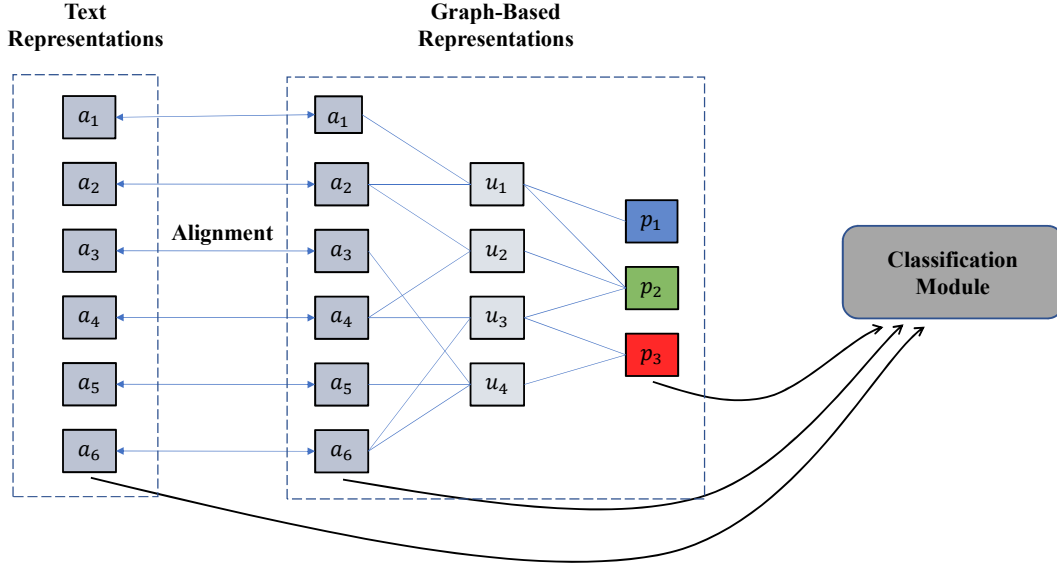 Text
Representations
Graph-Based
Representations
a1
a1
a2
a2
u1
p1
Alignment
a3
a3
u2
Classification
Module
p2
a4
a4
u3
p3
a5
a5
u4
a6
a6